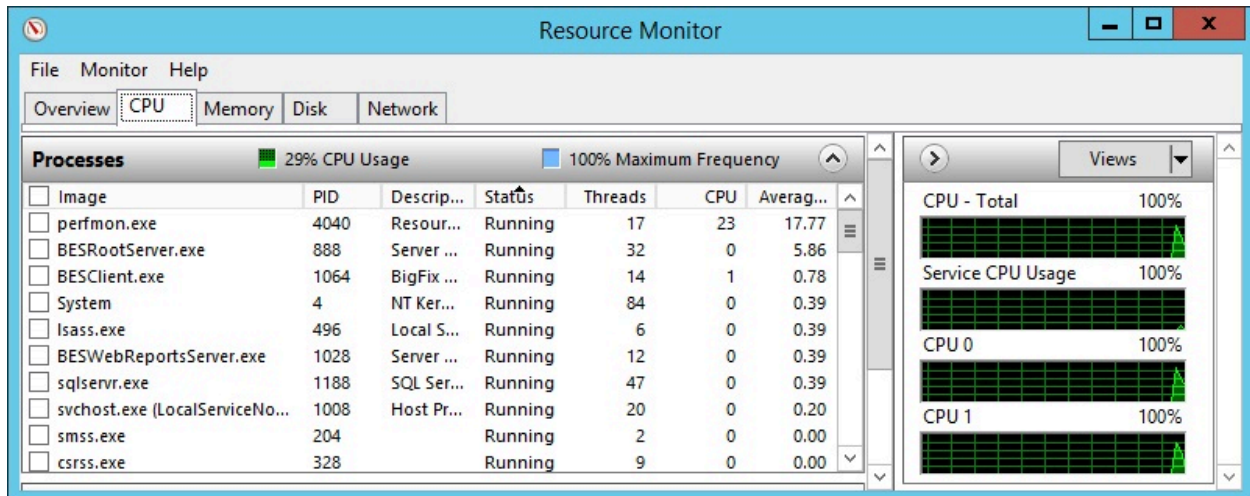 Resource Monitor
File Monitor Help
Overview CPU Memory Disk Network
Processes 29% CPU Usage 100% Maximum Frequency
Image PID Descrip... Status Threads CPU Averag...
perfmon.exe 4040 Resour... Running 17 23 17.77
BESRootServer.exe 888 Server ... Running 32 0 5.86
BESClient.exe 1064 BigFix ... Running 14 1 0.78
System 4 NT Ker... Running 84 0 0.39
lsass.exe 496 Local S... Running 6 0 0.39
BESWebReportsServer.exe 1028 Server ... Running 12 0 0.39
sqlservr.exe 1188 SQL Ser... Running 47 0 0.39
svchost.exe (LocalServiceNo... 1008 Host Pr... Running 20 0 0.20
smss.exe 204 Running 2 0 0.00
csrss.exe 328 Running 9 0 0.00
Views
CPU - Total 100%
Service CPU Usage 100%
CPU 0 100%
CPU 1 100%